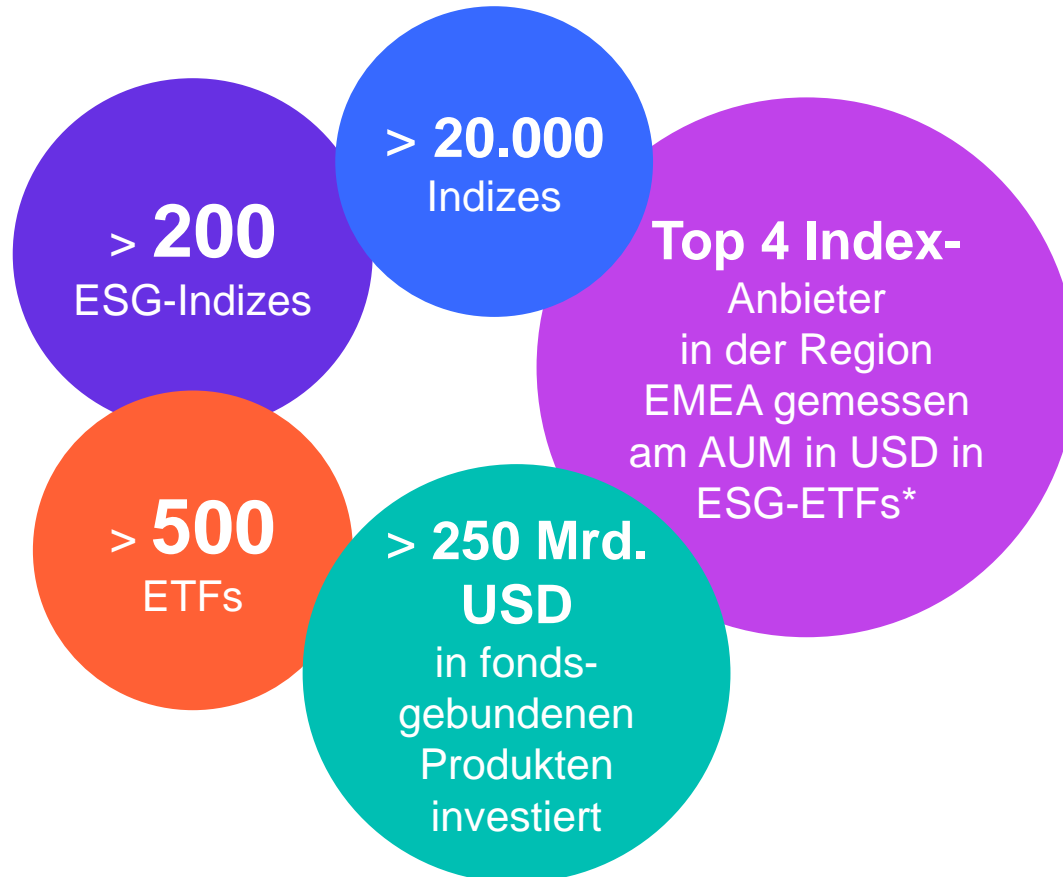 > 20.000
Indizes
> 200
ESG-Indizes
Top 4 Index-
Anbieter
in der Region
EMEA gemessen
am AUM in USD in
ESG-ETFs*
> 500
ETFs
> 250 Mrd.
USD
in fonds-
gebundenen
Produkten
investiert